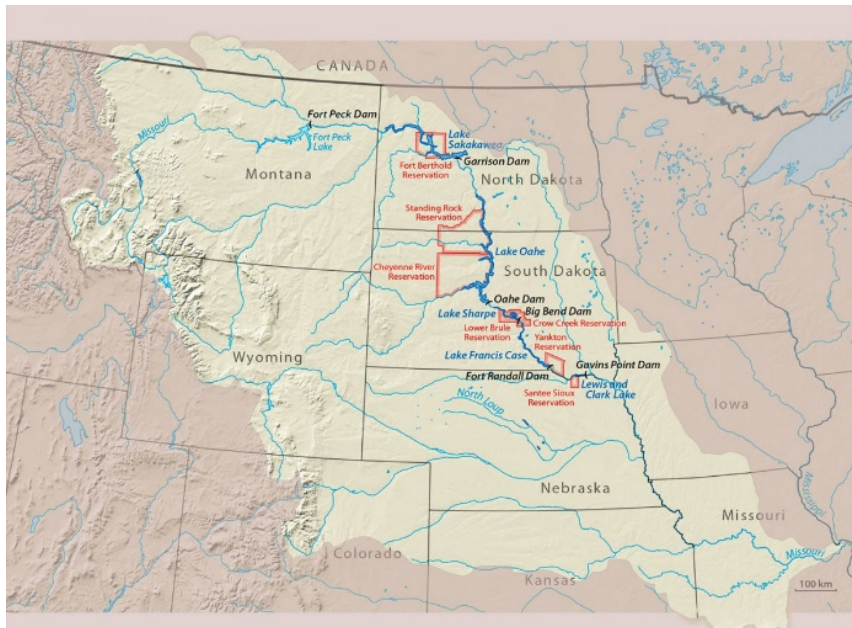 CANADA
Fort Peck Dam
Missouri
Fort Peck
Lake
Lake
Sakakawea
Garrison Dam
Fort Berthold
Reservation
Montana
North Dakota
Standing Rock
Reservation
Lake Oahe
Cheyenne River
Reservation
South Dakota
Oahe Dam
Lake Sharpe
Big Bend Dam
Lower Brule
Reservation
Crow Creek Reservation
Yankton
Reservation
Wyoming
Lake Francis Case
Gavins Point Dam
Fort Randall Dam
Lewis and
Clark Lake
Santee Sioux
Reservation
North Loup
Iowa
Nebraska
Mississippi
Missouri
Colorado
Missouri
Kansas
100 km